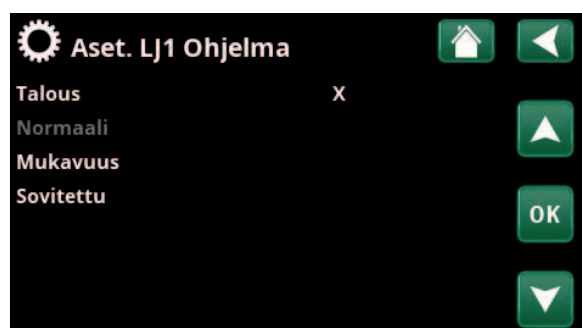 Aset. LJ1 Ohjelma
Talous X
Normaali
Mukavuus
Sovitettu
OK